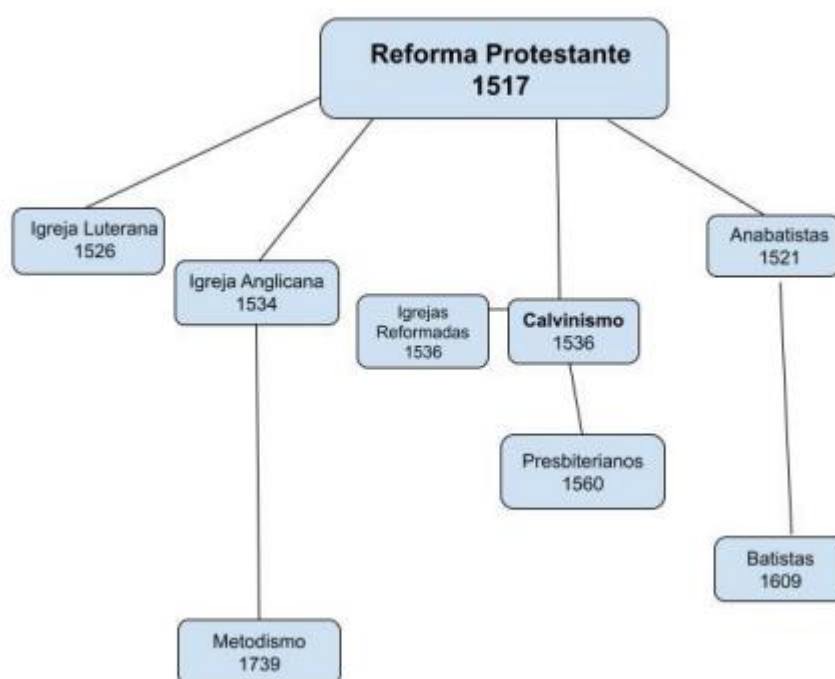 Reforma Protestante
1517
Igreja Luterana
1526
Igreja Anglicana
1534
Igrejas
Reformadas
1536
Calvinismo
1536
Anabatistas
1521
Presbiterianos
1560
Batistas
1609
Metodismo
1739